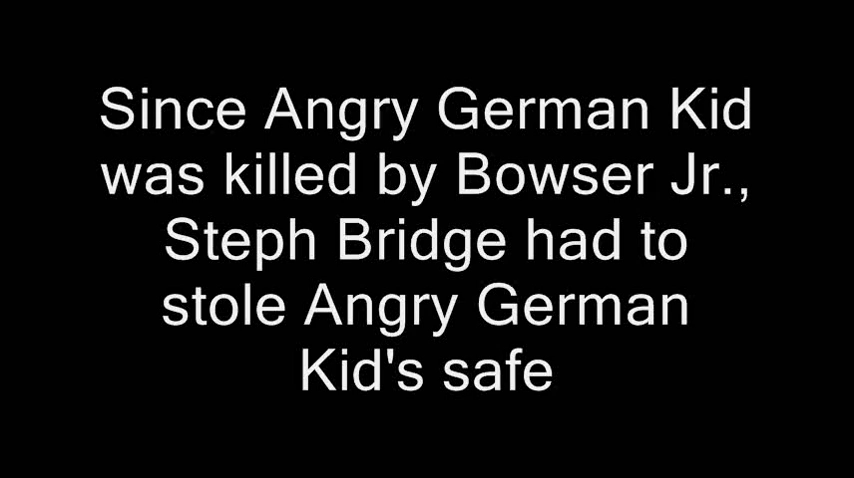 Since Angry German Kid
was killed by Bowser Jr.,
Steph Bridge had to
stole Angry German
Kid's safe